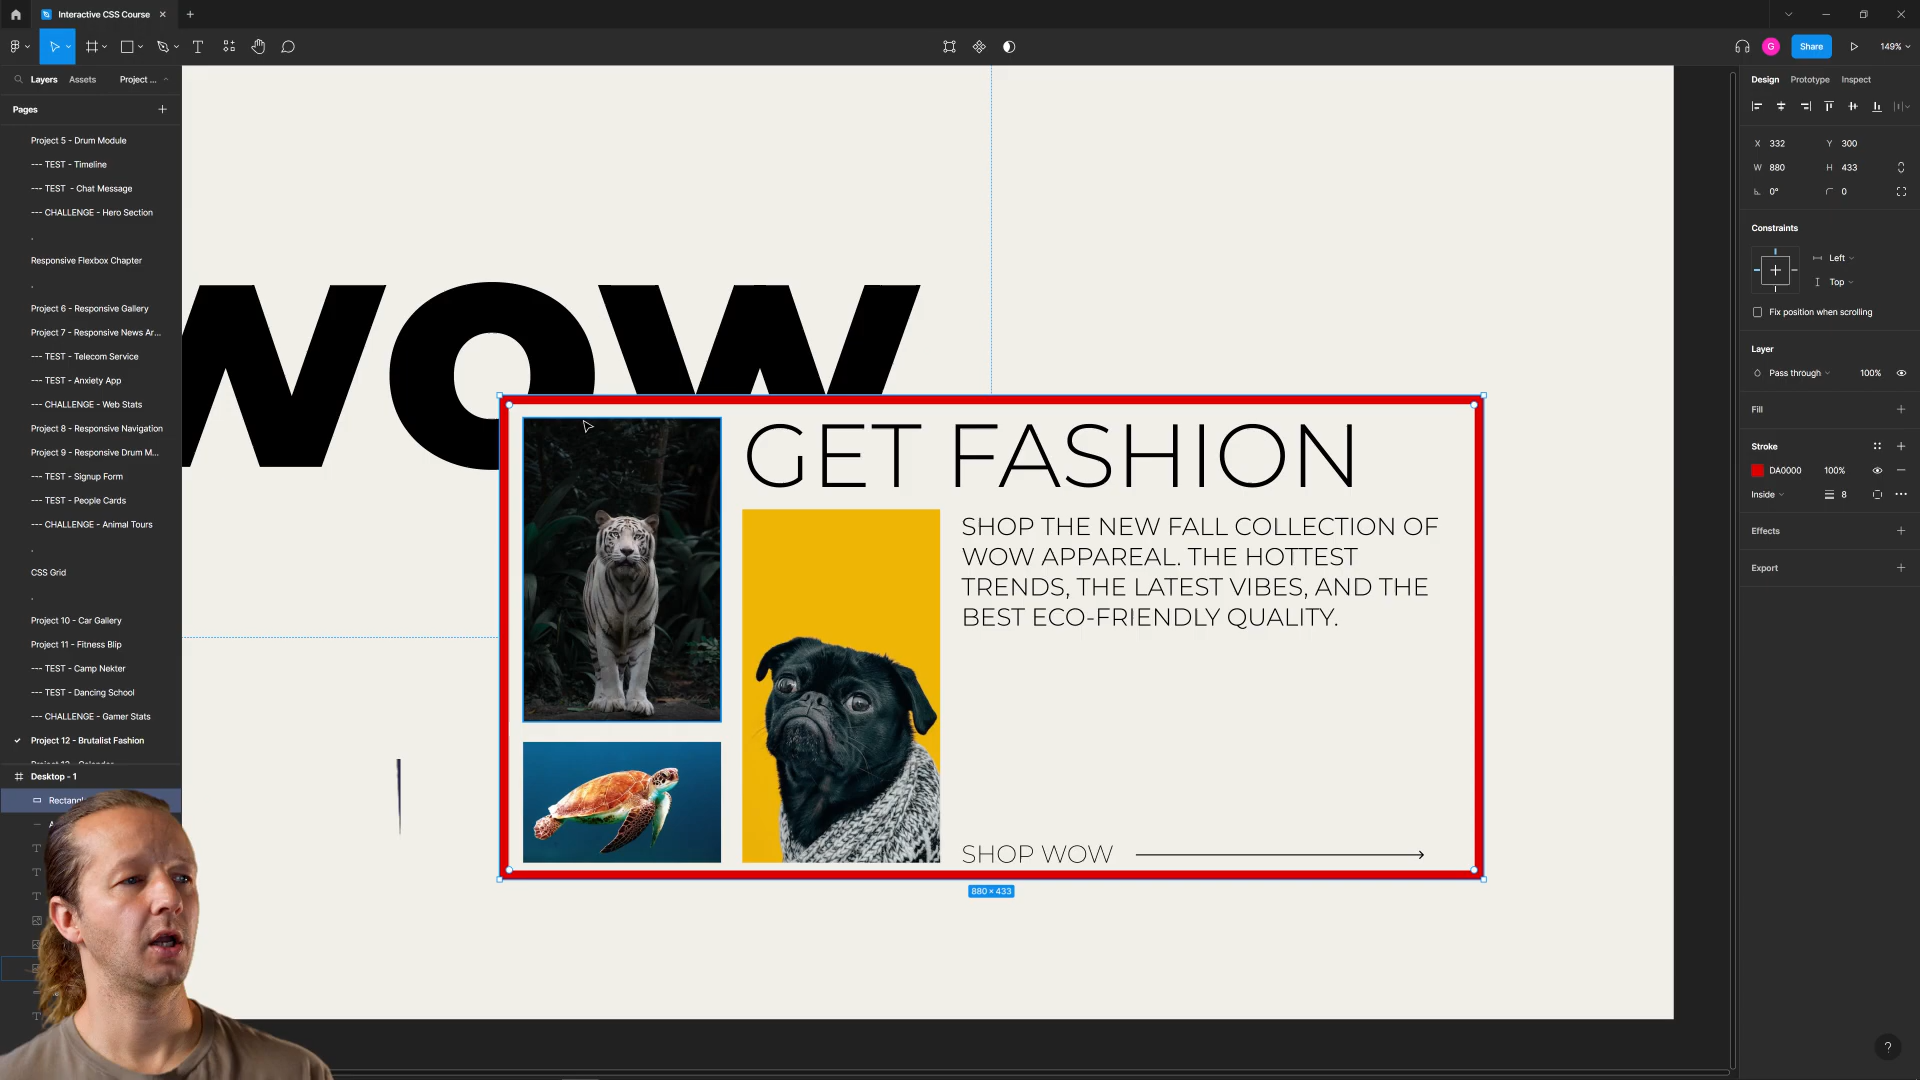 Interactive CSS Course
Share
G
149%
Layers
Assets
Project ...
Pages
Project 5 - Drum Module
--- TEST - Timeline
--- TEST  - Chat Message
--- CHALLENGE - Hero Section
.
Responsive Flexbox Chapter
.
Project 6 - Responsive Gallery
Project 7 - Responsive News Ar...
--- TEST - Telecom Service
--- TEST - Anxiety App
--- CHALLENGE - Web Stats
Project 8 - Responsive Navigation
Project 9 - Responsive Drum M...
--- TEST - Signup Form
--- TEST - People Cards
--- CHALLENGE - Animal Tours
.
CSS Grid
.
Project 10 - Car Gallery
Project 11 - Fitness Blip
--- TEST - Camp Nekter
--- TEST - Dancing School
--- CHALLENGE - Gamer Stats
Project 12 - Brutalist Fashion
Desktop - 1
WOW
GET FASHION
SHOP THE NEW FALL COLLECTION OF
WOW APPAREAL. THE HOTTEST
TRENDS, THE LATEST VIBES, AND THE
BEST ECO-FRIENDLY QUALITY.
SHOP WOW
880 × 433
Design
Prototype
Inspect
X 332
Y 300
W 880
H 433
0°
0
Constraints
Left
Top
Fix position when scrolling
Layer
Pass through
100%
Fill
Stroke
DA0000
100%
Inside
8
Effects
Export
?